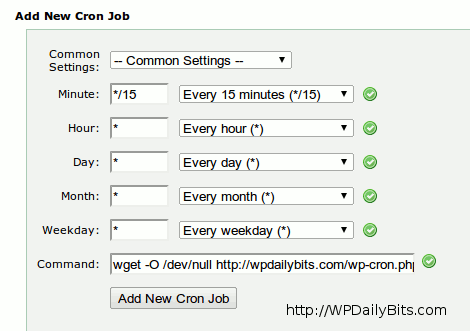 Add New Cron Job
Common Settings: -- Common Settings --
Minute: */15 Every 15 minutes (*/15)
Hour: * Every hour (*)
Day: * Every day (*)
Month: * Every month (*)
Weekday: * Every weekday (*)
Command: wget -O /dev/null http://wpdailybits.com/wp-cron.php
Add New Cron Job
http://WPDailyBits.com